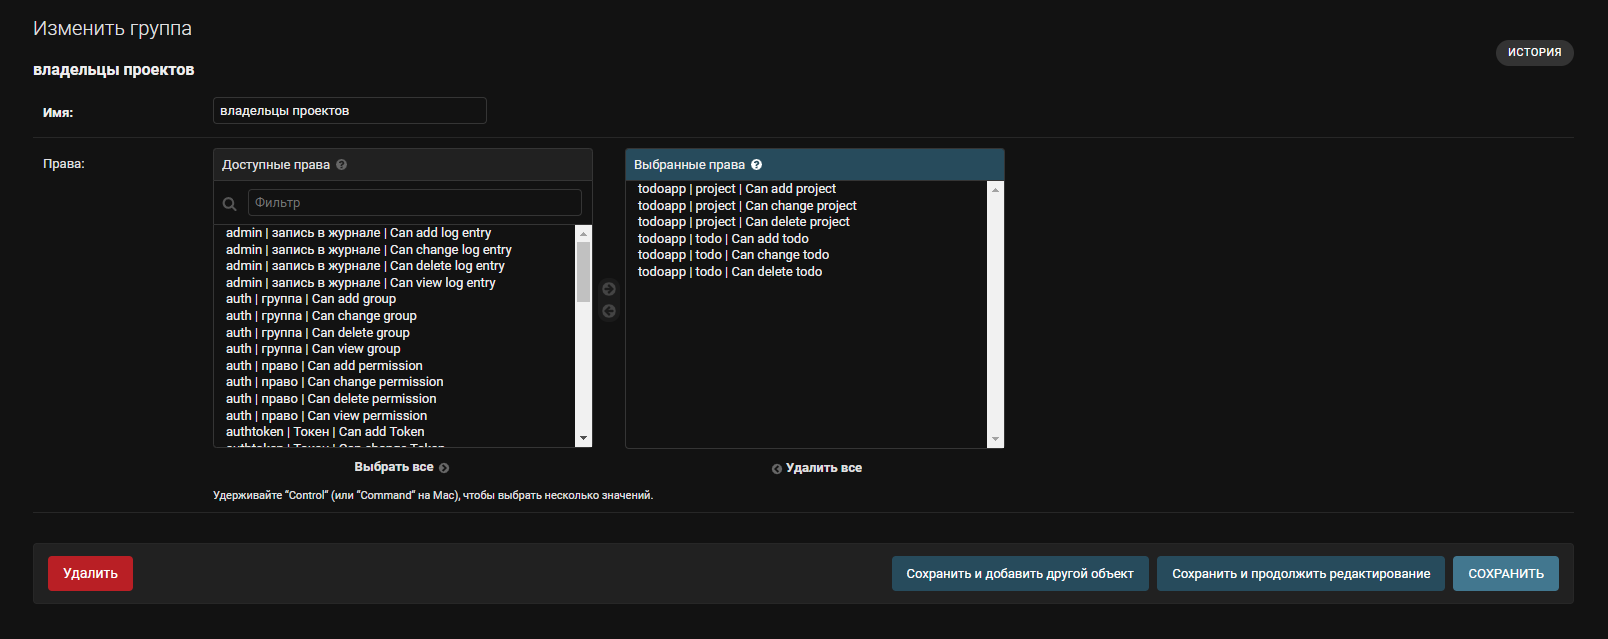 Изменить группа
ИСТОРИЯ
владельцы проектов
Имя:
владельцы проектов
Права:
Доступные права
Фильтр
admin | запись в журнале | Can add log entry
admin | запись в журнале | Can change log entry
admin | запись в журнале | Can delete log entry
admin | запись в журнале | Can view log entry
auth | группа | Can add group
auth | группа | Can change group
auth | группа | Can delete group
auth | группа | Can view group
auth | право | Can add permission
auth | право | Can change permission
auth | право | Can delete permission
auth | право | Can view permission
authtoken | Токен | Can add Token
authtoken | Токен | Can change Token
Выбрать все
Выбранные права
todoapp | project | Can add project
todoapp | project | Can change project
todoapp | project | Can delete project
todoapp | todo | Can add todo
todoapp | todo | Can change todo
todoapp | todo | Can delete todo
Удалить все
Удерживайте “Control“ (или “Command“ на Mac), чтобы выбрать несколько значений.
Удалить
Сохранить и добавить другой объект
Сохранить и продолжить редактирование
СОХРАНИТЬ